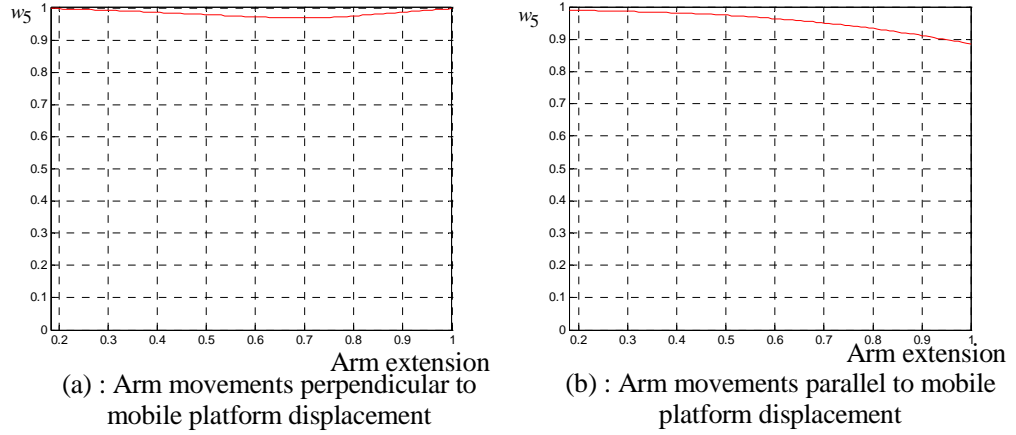 w5
1
0.9
0.8
0.7
0.6
0.5
0.4
0.3
0.2
0.1
0
0.2 0.3 0.4 0.5 0.6 0.7 0.8 0.9 1
Arm extension
(a) : Arm movements perpendicular to
mobile platform displacement
w5
1
0.9
0.8
0.7
0.6
0.5
0.4
0.3
0.2
0.1
0
0.2 0.3 0.4 0.5 0.6 0.7 0.8 0.9 1
Arm extension
(b) : Arm movements parallel to mobile
platform displacement